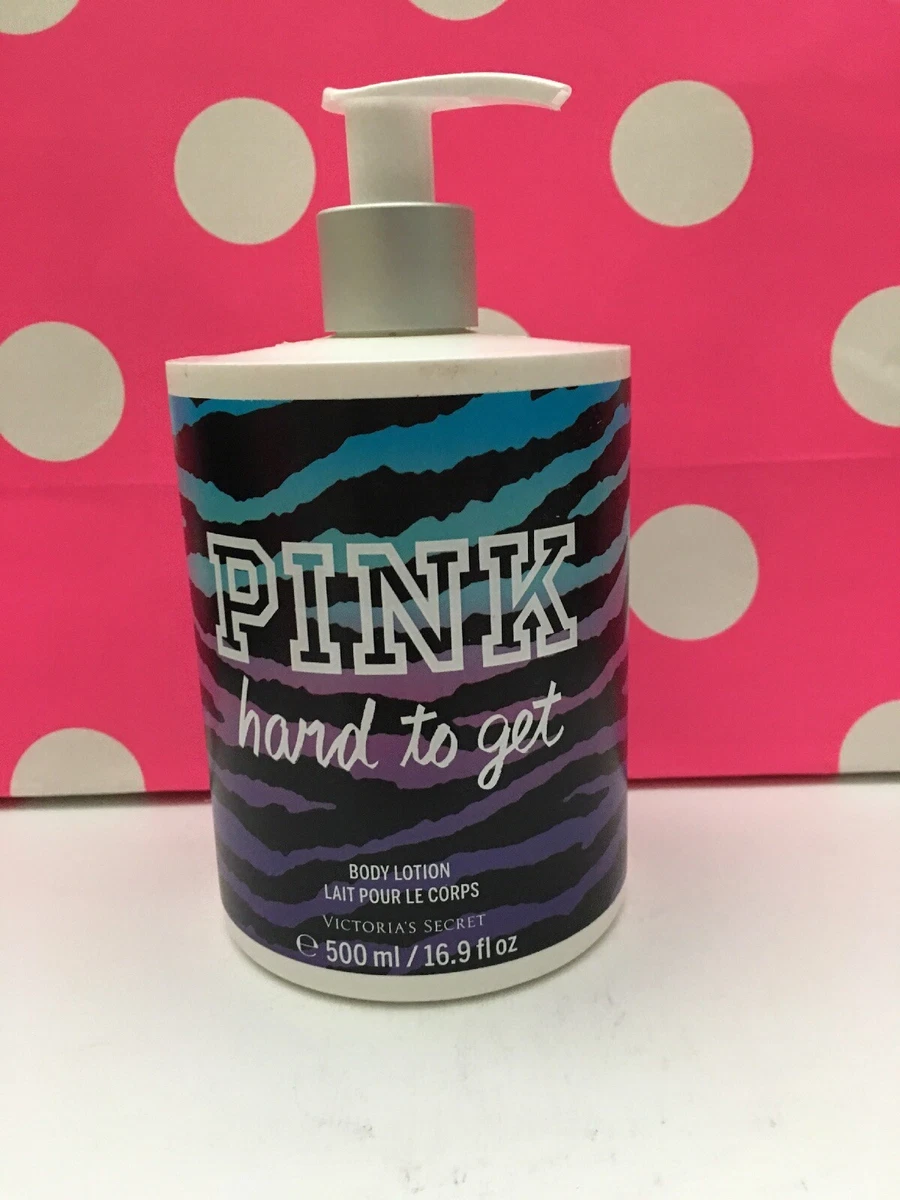 PINK
hard to get
BODY LOTION
LAIT POUR LE CORPS
VICTORIA'S SECRET
℮ 500 ml / 16.9 fl oz